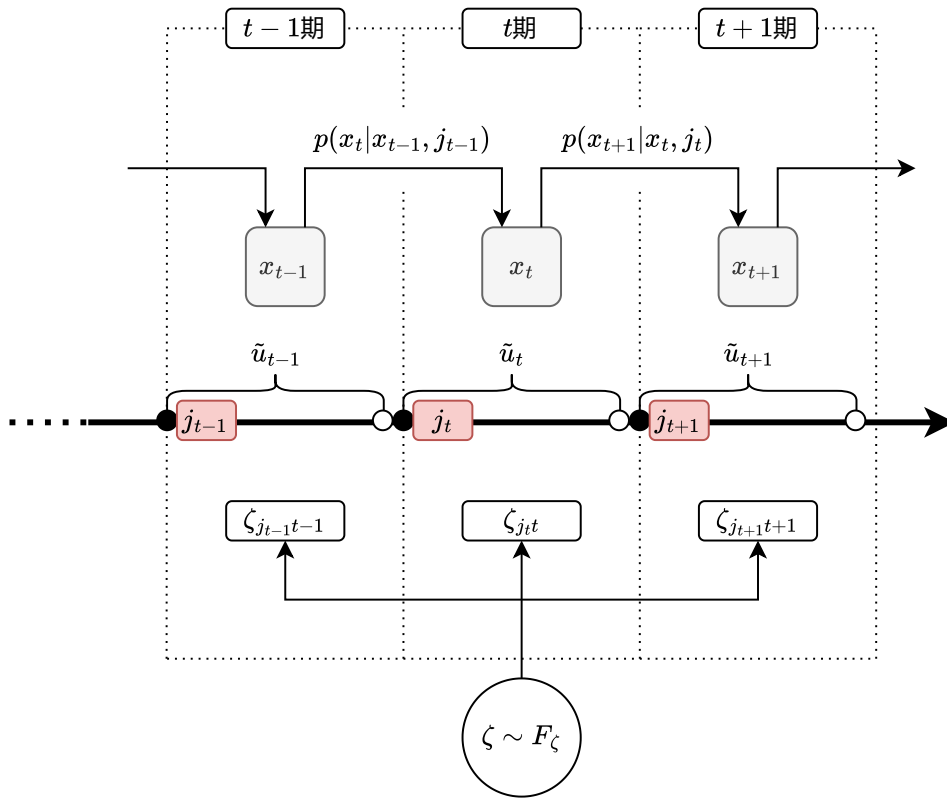 t − 1期
t期
t + 1期
p(x_t|x_{t−1}, j_{t−1})
p(x_{t+1}|x_t, j_t)
x_{t−1}
x_t
x_{t+1}
ũ_{t−1}
ũ_t
ũ_{t+1}
j_{t−1}
j_t
j_{t+1}
ζ_{j_{t−1}t−1}
ζ_{j_t t}
ζ_{j_{t+1}t+1}
ζ ∼ F_ζ